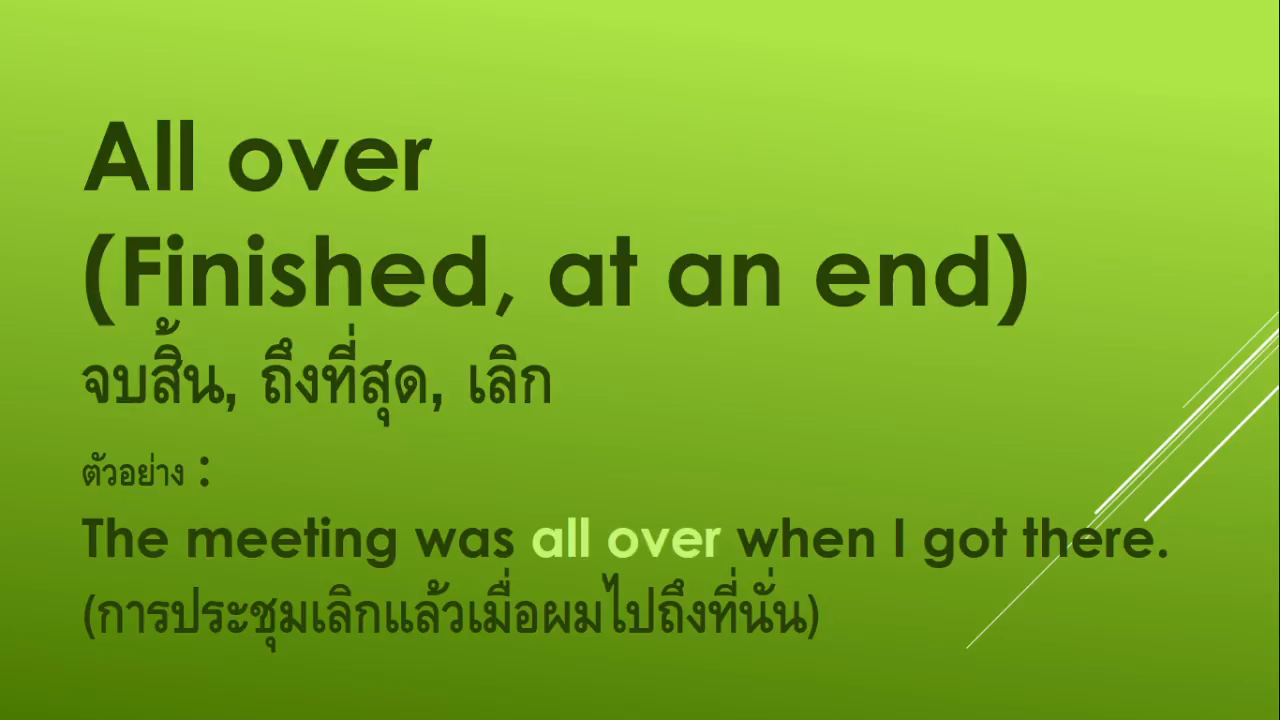 All over
(Finished, at an end)
จบสิ้น, ถึงที่สุด, เลิก
ตัวอย่าง :
The meeting was all over when I got there.
(การประชุมเลิกแล้วเมื่อผมไปถึงที่นั่น)